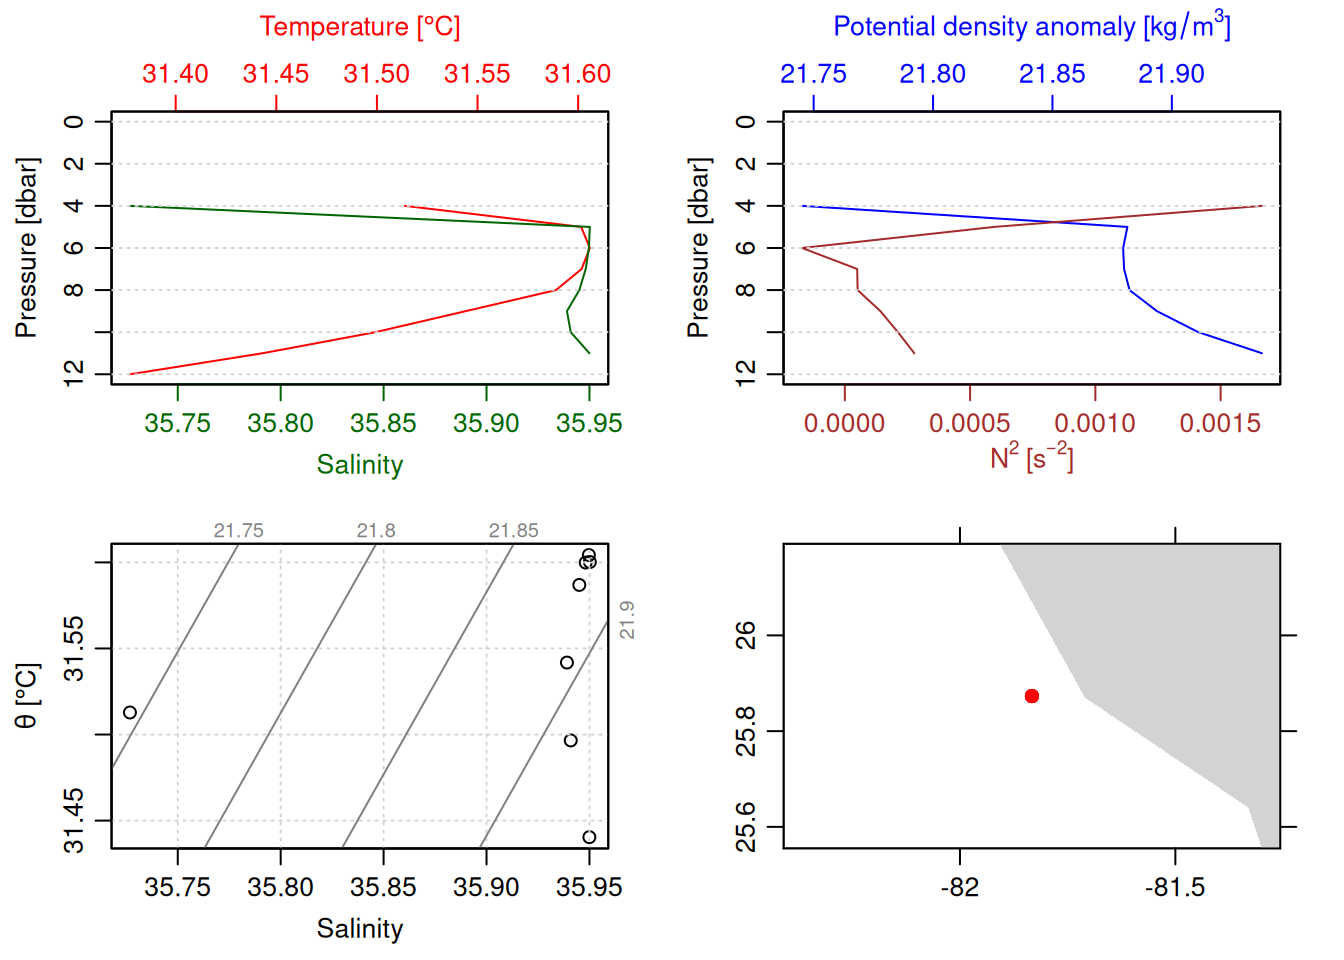 Temperature [°C]
31.40 31.45 31.50 31.55 31.60
Pressure [dbar]
0
2
4
6
8
12
35.75 35.80 35.85 35.90 35.95
Salinity
Potential density anomaly [kg/m³]
21.75 21.80 21.85 21.90
Pressure [dbar]
0
2
4
6
8
12
0.0000 0.0005 0.0010 0.0015
N² [s⁻²]
21.75 21.8 21.85
21.9
θ [°C]
31.55
31.45
35.75 35.80 35.85 35.90 35.95
Salinity
26
25.8
25.6
-82 -81.5